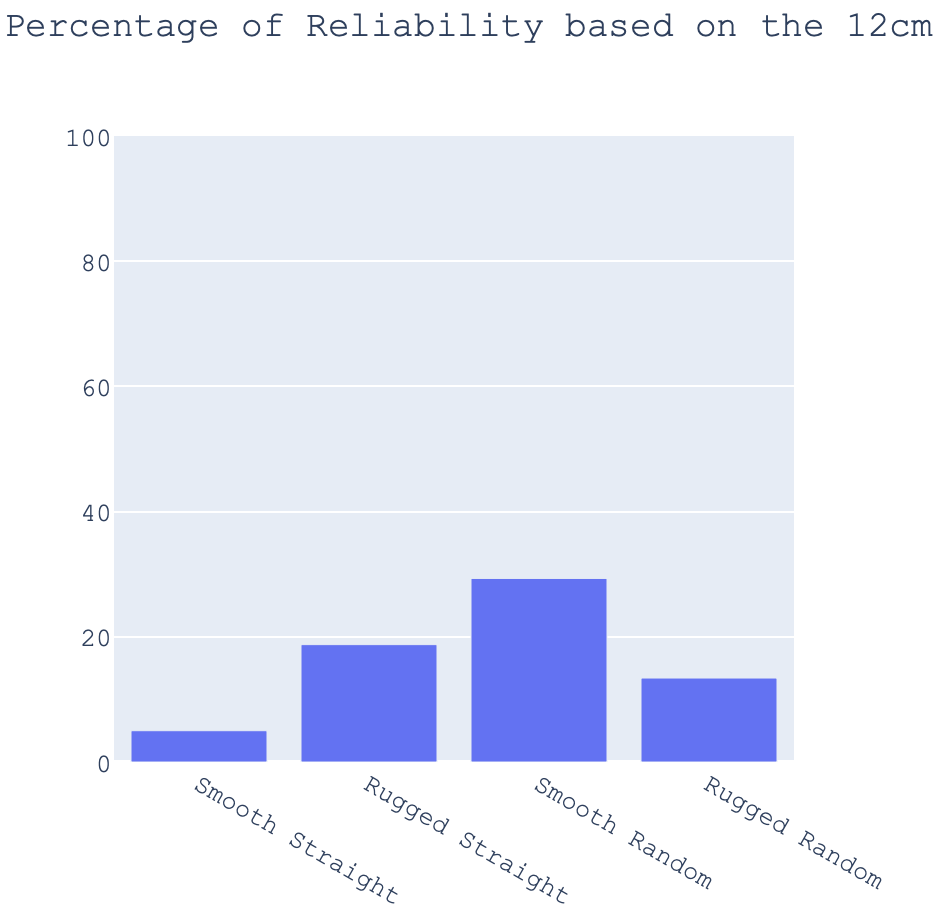 Percentage of Reliability based on the 12cm
100
80
60
40
20
0
Smooth Straight
Rugged Straight
Smooth Random
Rugged Random